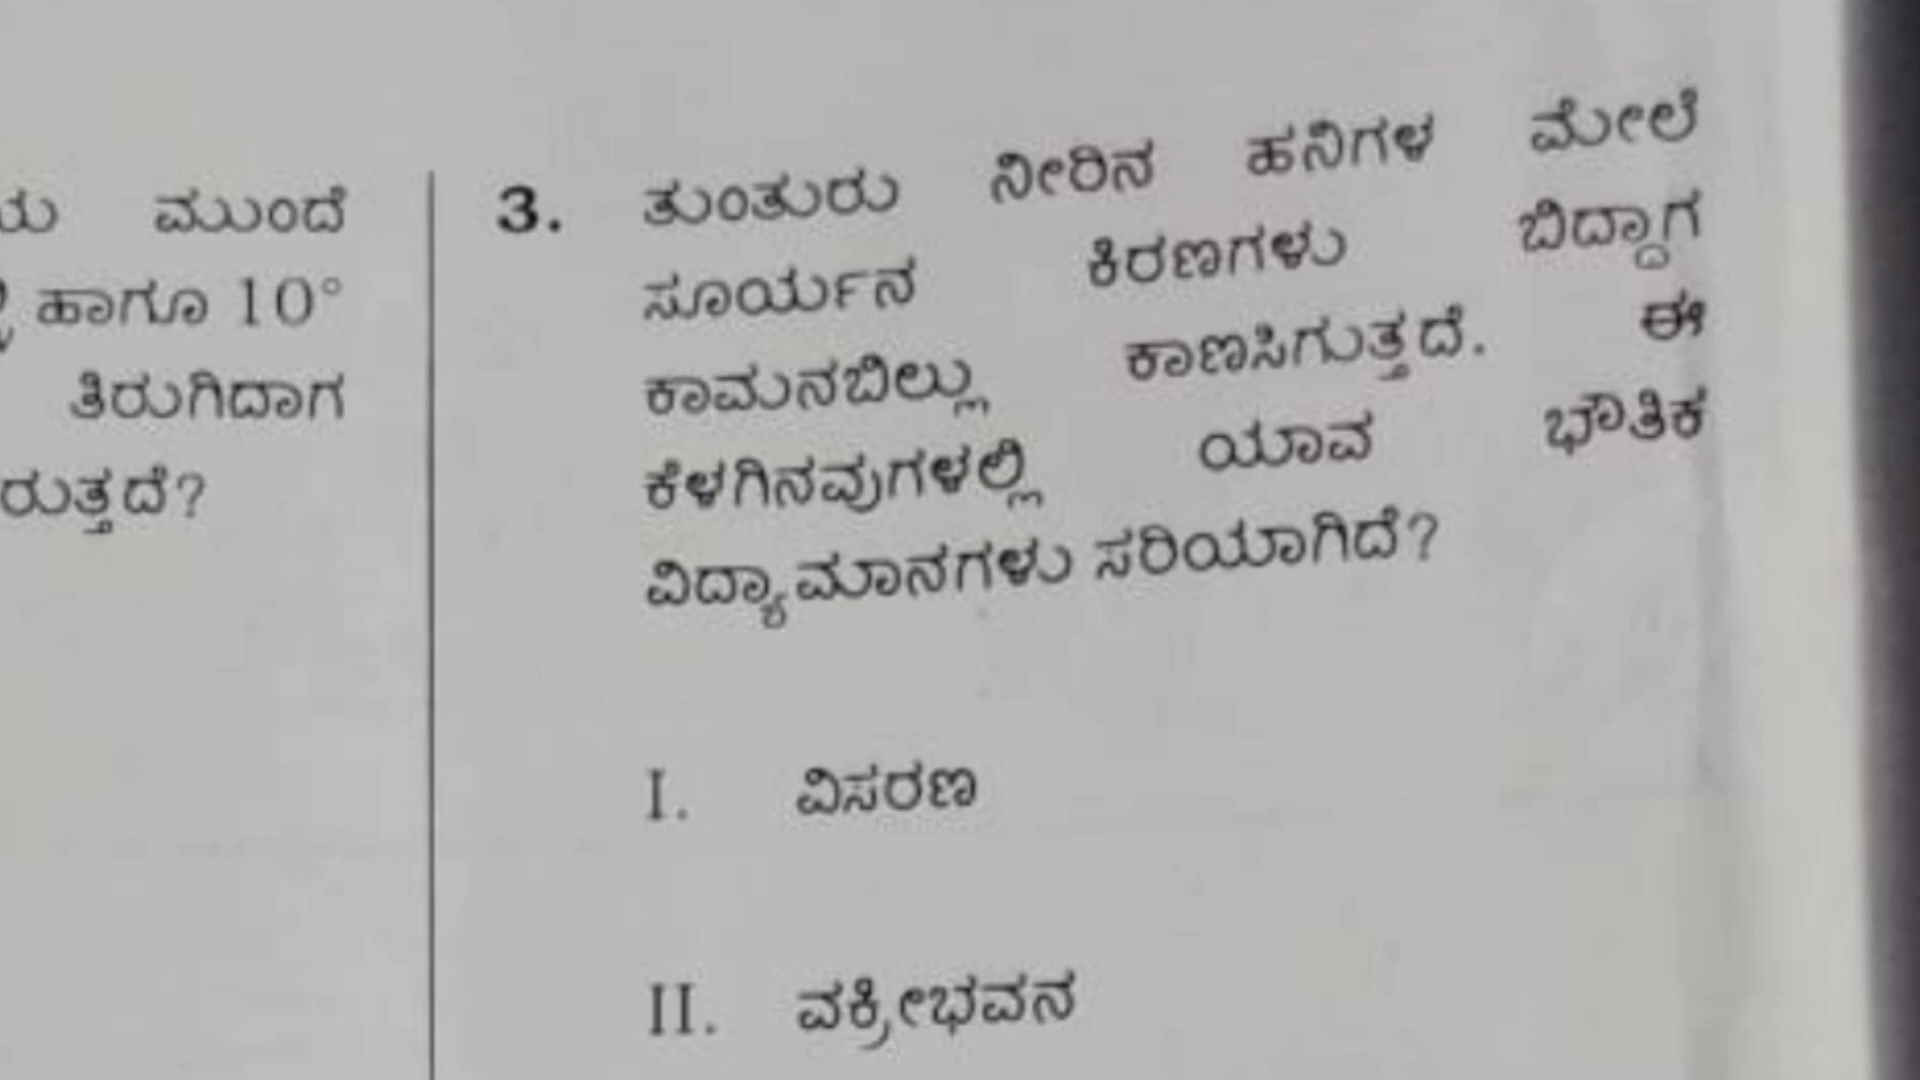 ಯ ಮುಂದೆ
ಹಾಗೂ 10°
ತಿರುಗಿದಾಗ
ರುತ್ತದೆ?
3. ತುಂತುರು ನೀರಿನ ಹನಿಗಳ ಮೇಲೆ
ಸೂರ್ಯನ ಕಿರಣಗಳು ಬಿದ್ದಾಗ
ಕಾಮನಬಿಲ್ಲು ಕಾಣಸಿಗುತ್ತದೆ. ಈ
ಕೆಳಗಿನವುಗಳಲ್ಲಿ ಯಾವ ಭೌತಿಕ
ವಿದ್ಯಾಮಾನಗಳು ಸರಿಯಾಗಿದೆ?
I. ವಿಸರಣ
II. ವಕ್ರೀಭವನ